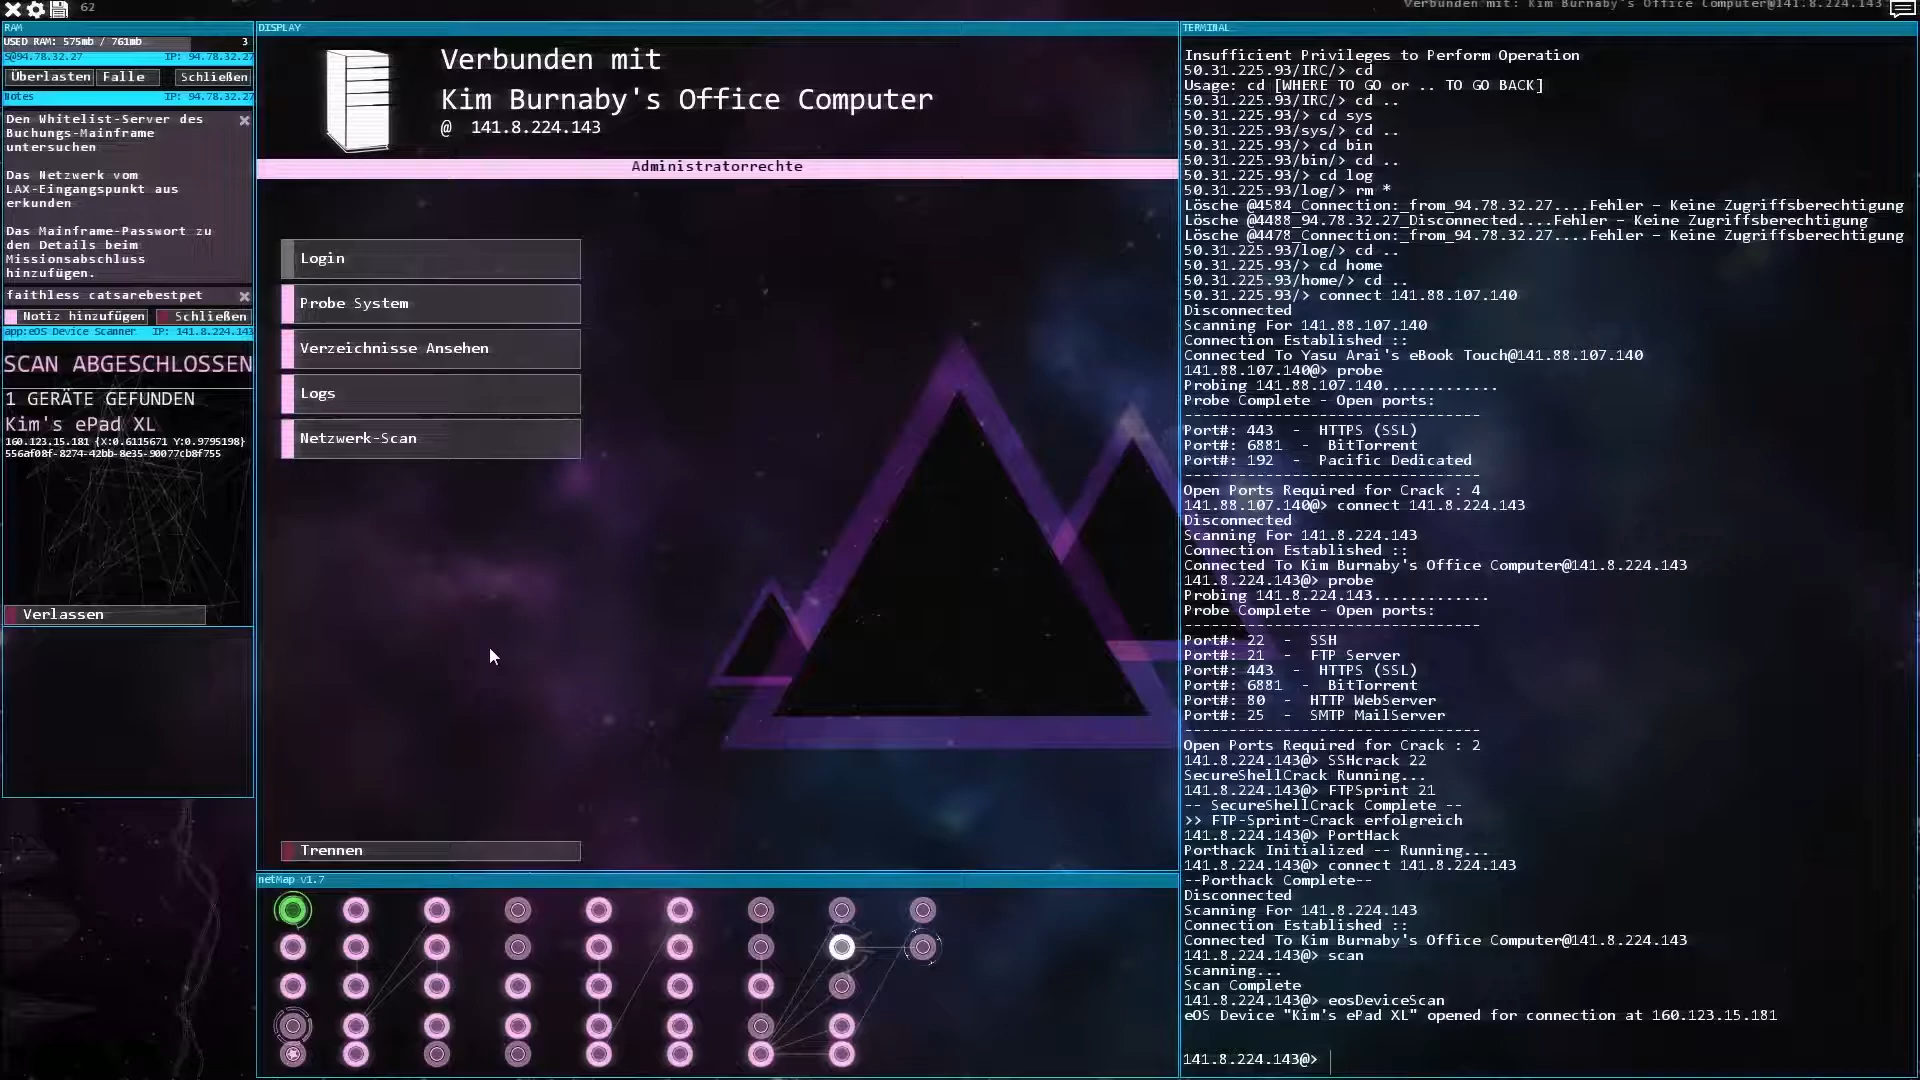 62
Verbunden mit: Kim Burnaby's Office Computer@141.8.224.143
RAM
USED RAM: 575mb / 761mb 3
S@94.78.32.27 IP: 94.78.32.27
Überlasten Falle Schließen
Notes IP: 94.78.32.27
Den Whitelist-Server des
Buchungs-Mainframe
untersuchen
Das Netzwerk vom
LAX-Eingangspunkt aus
erkunden
Das Mainframe-Passwort zu
den Details beim
Missionsabschluss
hinzufügen.
faithless catsarebestpet
Notiz hinzufügen Schließen
app:eOS Device Scanner IP: 141.8.224.143
SCAN ABGESCHLOSSEN
1 GERÄTE GEFUNDEN
Kim's ePad XL
160.123.15.181 {X:0.6115671 Y:0.9795198}
556af08f-8274-42bb-8e35-90077cb8f755
Verlassen
DISPLAY
Verbunden mit
Kim Burnaby's Office Computer
@ 141.8.224.143
Administratorrechte
Login
Probe System
Verzeichnisse Ansehen
Logs
Netzwerk-Scan
Trennen
netMap v1.7
TERMINAL
Insufficient Privileges to Perform Operation
50.31.225.93/IRC/> cd
Usage: cd [WHERE TO GO or .. TO GO BACK]
50.31.225.93/IRC/> cd ..
50.31.225.93/> cd sys
50.31.225.93/sys/> cd ..
50.31.225.93/> cd bin
50.31.225.93/bin/> cd ..
50.31.225.93/> cd log
50.31.225.93/log/> rm *
Lösche @4584_Connection:_from_94.78.32.27....Fehler - Keine Zugriffsberechtigung
Lösche @4488_94.78.32.27_Disconnected....Fehler - Keine Zugriffsberechtigung
Lösche @4478_Connection:_from_94.78.32.27....Fehler - Keine Zugriffsberechtigung
50.31.225.93/log/> cd ..
50.31.225.93/> cd home
50.31.225.93/home/> cd ..
50.31.225.93/> connect 141.88.107.140
Disconnected
Scanning For 141.88.107.140
Connection Established ::
Connected To Yasu Arai's eBook Touch@141.88.107.140
141.88.107.140@> probe
Probing 141.88.107.140.............
Probe Complete - Open ports:
---------------------------------
Port#: 443 - HTTPS (SSL)
Port#: 6881 - BitTorrent
Port#: 192 - Pacific Dedicated
---------------------------------
Open Ports Required for Crack : 4
141.88.107.140@> connect 141.8.224.143
Disconnected
Scanning For 141.8.224.143
Connection Established ::
Connected To Kim Burnaby's Office Computer@141.8.224.143
141.8.224.143@> probe
Probing 141.8.224.143.............
Probe Complete - Open ports:
---------------------------------
Port#: 22 - SSH
Port#: 21 - FTP Server
Port#: 443 - HTTPS (SSL)
Port#: 6881 - BitTorrent
Port#: 80 - HTTP WebServer
Port#: 25 - SMTP MailServer
---------------------------------
Open Ports Required for Crack : 2
141.8.224.143@> SSHcrack 22
SecureShellCrack Running...
141.8.224.143@> FTPSprint 21
-- SecureShellCrack Complete --
>> FTP-Sprint-Crack erfolgreich
141.8.224.143@> PortHack
Porthack Initialized -- Running...
141.8.224.143@> connect 141.8.224.143
--Porthack Complete--
Disconnected
Scanning For 141.8.224.143
Connection Established ::
Connected To Kim Burnaby's Office Computer@141.8.224.143
141.8.224.143@> scan
Scanning...
Scan Complete
141.8.224.143@> eosDeviceScan
eOS Device "Kim's ePad XL" opened for connection at 160.123.15.181
141.8.224.143@>